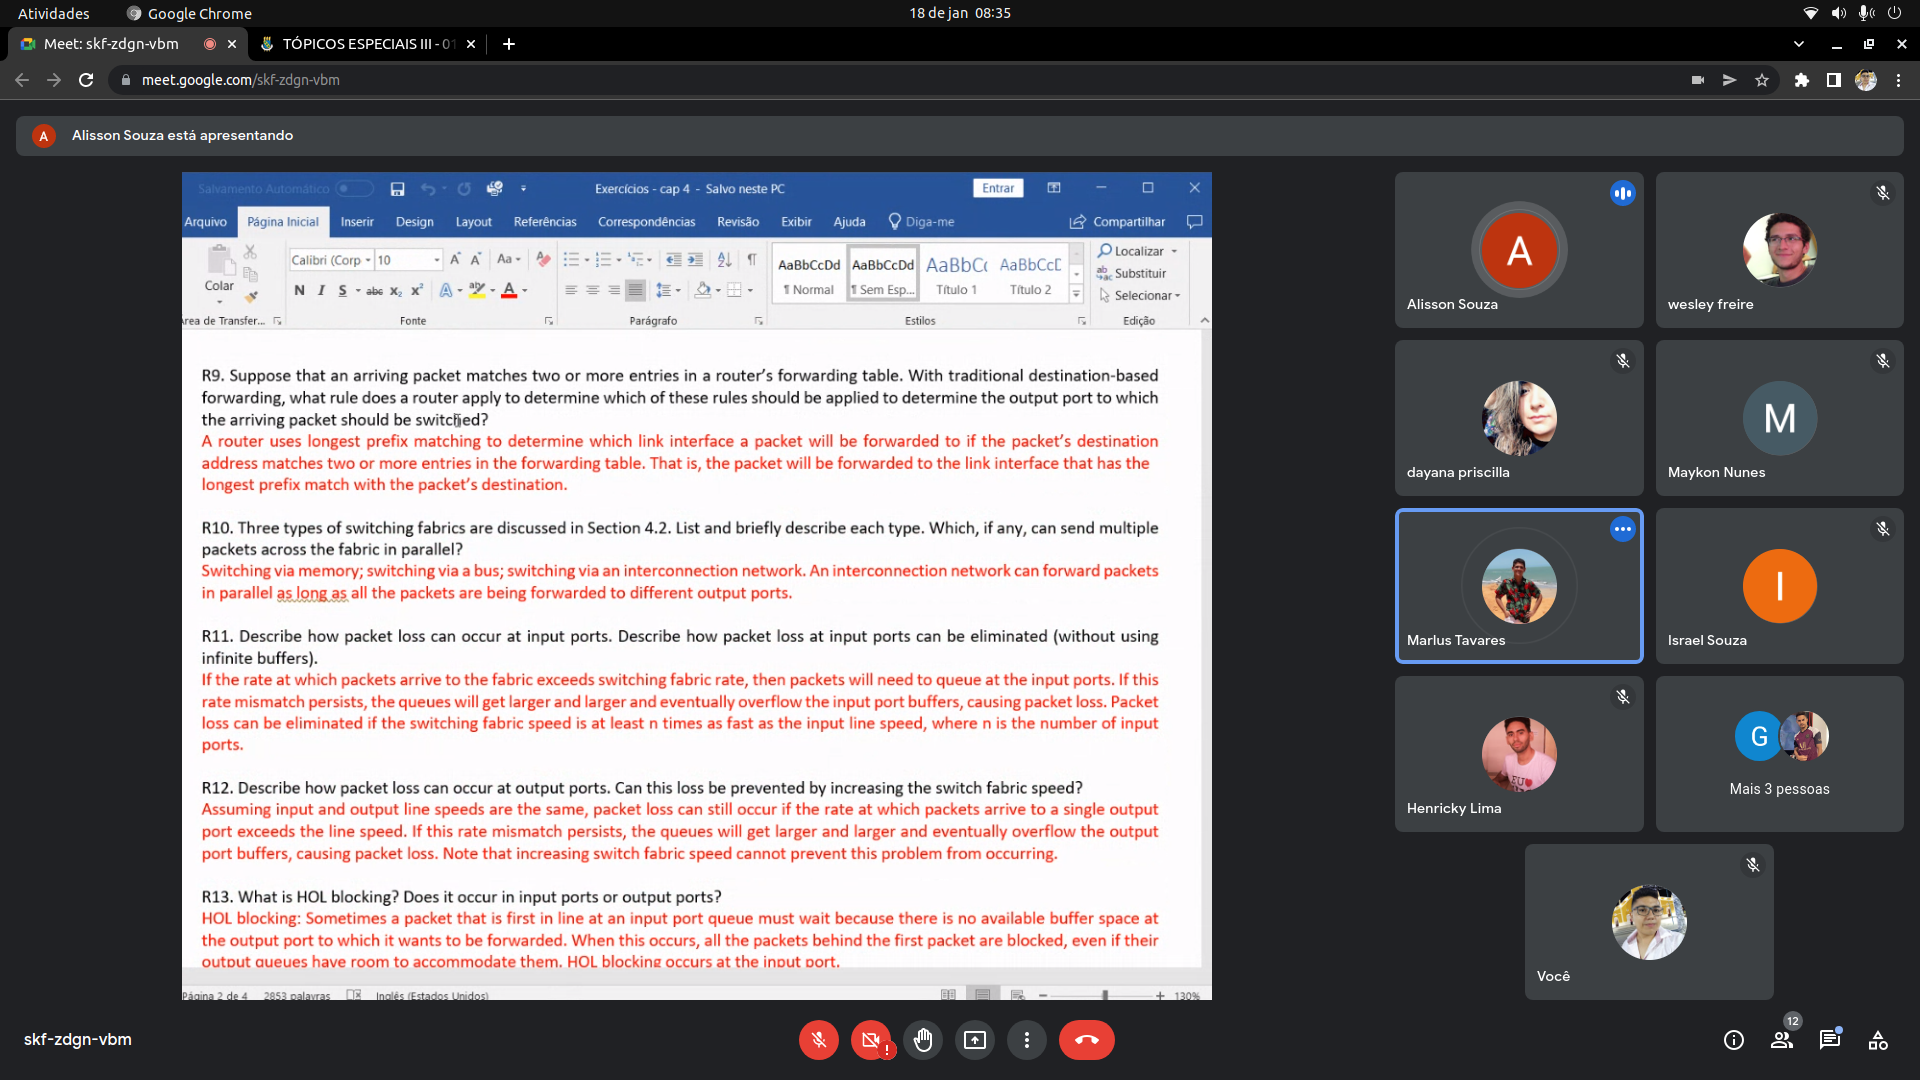 Atividades
Google Chrome
18 de jan 08:35
Meet: skf-zdgn-vbm
TÓPICOS ESPECIAIS III - 01
meet.google.com/skf-zdgn-vbm
A Alisson Souza está apresentando
Salvamento Automático
Exercícios - cap 4 - Salvo neste PC
Entrar
Arquivo Página Inicial Inserir Design Layout Referências Correspondências Revisão Exibir Ajuda Diga-me Compartilhar
Calibri (Corp 10
Aa
Localizar
Substituir
Selecionar
Colar
N I S abc x₂ x² A A
AaBbCcDd AaBbCcDd AaBbCc AaBbCcC
¶ Normal ¶ Sem Esp... Título 1 Título 2
Área de Transfer... Fonte Parágrafo Estilos Edição
R9. Suppose that an arriving packet matches two or more entries in a router’s forwarding table. With traditional destination-based
forwarding, what rule does a router apply to determine which of these rules should be applied to determine the output port to which
the arriving packet should be switched?
A router uses longest prefix matching to determine which link interface a packet will be forwarded to if the packet’s destination
address matches two or more entries in the forwarding table. That is, the packet will be forwarded to the link interface that has the
longest prefix match with the packet’s destination.
R10. Three types of switching fabrics are discussed in Section 4.2. List and briefly describe each type. Which, if any, can send multiple
packets across the fabric in parallel?
Switching via memory; switching via a bus; switching via an interconnection network. An interconnection network can forward packets
in parallel as long as all the packets are being forwarded to different output ports.
R11. Describe how packet loss can occur at input ports. Describe how packet loss at input ports can be eliminated (without using
infinite buffers).
If the rate at which packets arrive to the fabric exceeds switching fabric rate, then packets will need to queue at the input ports. If this
rate mismatch persists, the queues will get larger and larger and eventually overflow the input port buffers, causing packet loss. Packet
loss can be eliminated if the switching fabric speed is at least n times as fast as the input line speed, where n is the number of input
ports.
R12. Describe how packet loss can occur at output ports. Can this loss be prevented by increasing the switch fabric speed?
Assuming input and output line speeds are the same, packet loss can still occur if the rate at which packets arrive to a single output
port exceeds the line speed. If this rate mismatch persists, the queues will get larger and larger and eventually overflow the output
port buffers, causing packet loss. Note that increasing switch fabric speed cannot prevent this problem from occurring.
R13. What is HOL blocking? Does it occur in input ports or output ports?
HOL blocking: Sometimes a packet that is first in line at an input port queue must wait because there is no available buffer space at
the output port to which it wants to be forwarded. When this occurs, all the packets behind the first packet are blocked, even if their
output queues have room to accommodate them. HOL blocking occurs at the input port.
Página 2 de 4 2853 palavras Inglês (Estados Unidos) 130%
A
Alisson Souza
wesley freire
dayana priscilla
M
Maykon Nunes
Marlus Tavares
I
Israel Souza
Henricky Lima
G
Mais 3 pessoas
Você
skf-zdgn-vbm
12